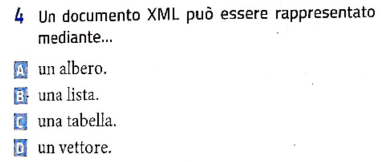 4 Un documento XML può essere rappresentato
mediante...
A un albero.
B una lista.
C una tabella.
D un vettore.